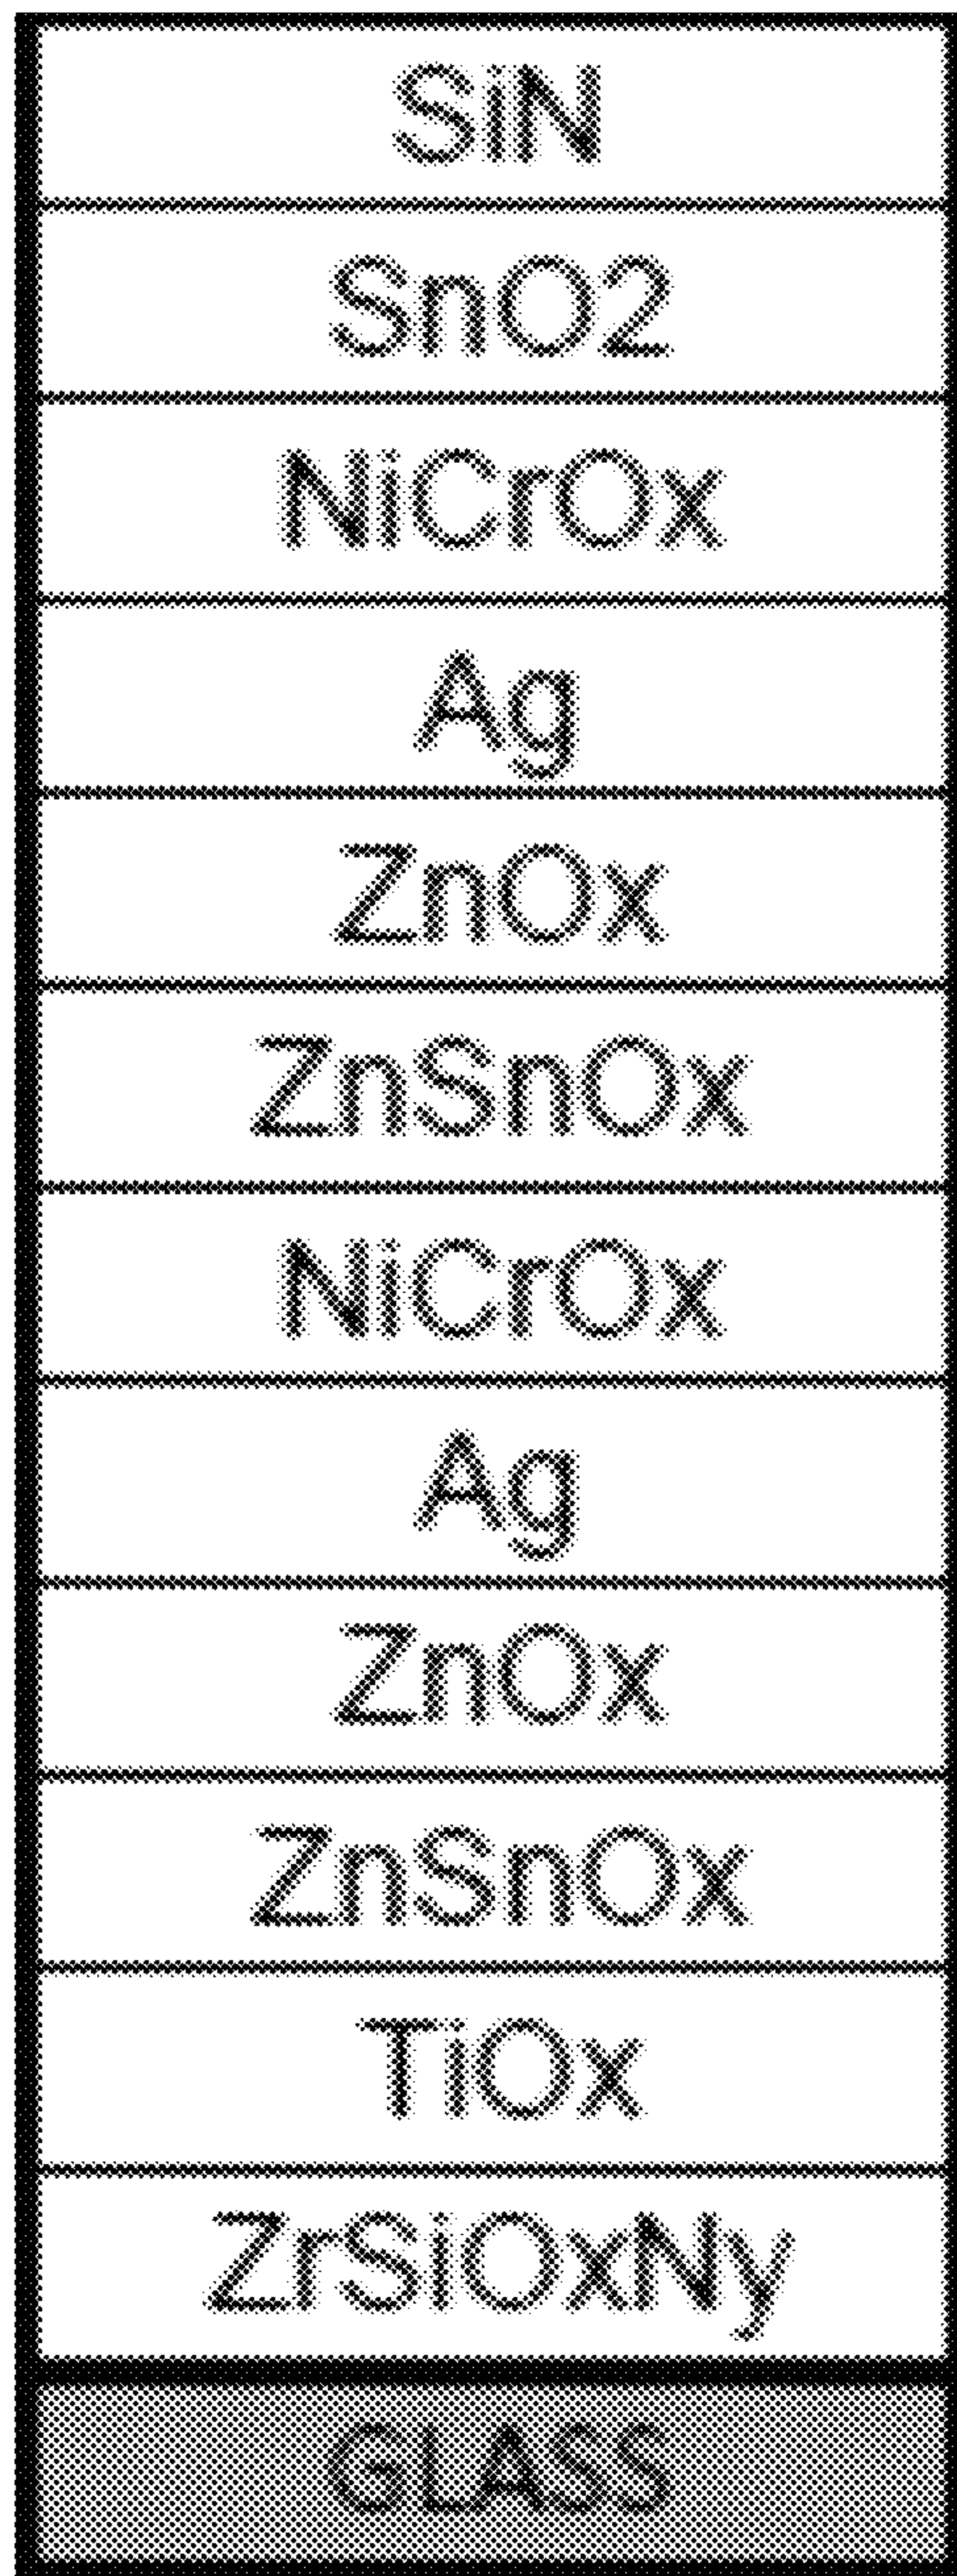 SiN
SnO2
NiCrOx
Ag
ZnOx
ZnSnOx
NiCrOx
Ag
ZnOx
ZnSnOx
TiOx
ZrSiOxNy
GLASS